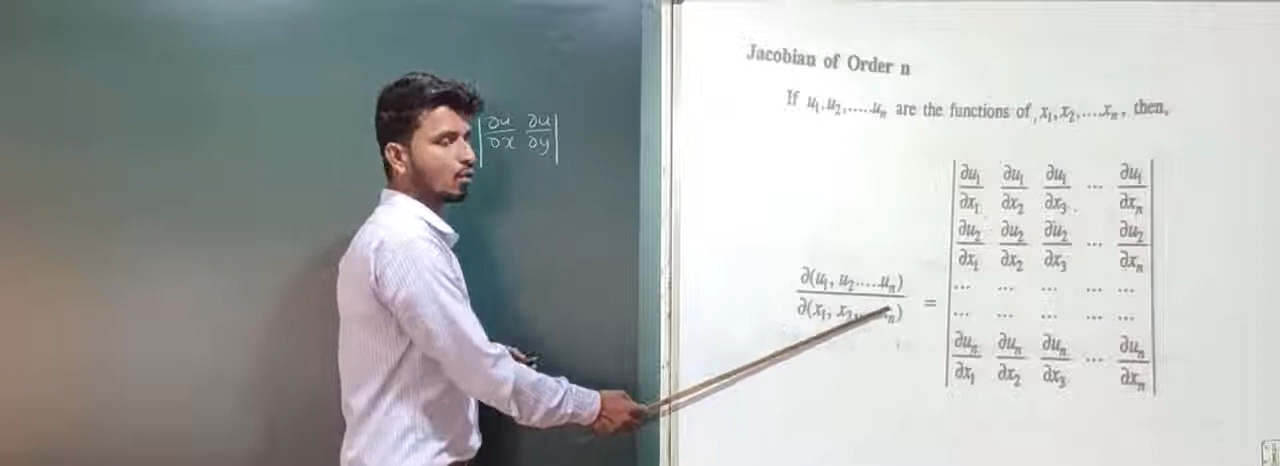 ∂u ∂u
∂x ∂y
Jacobian of Order n
If u₁, u₂,.....uₙ are the functions of x₁, x₂,....xₙ, then,
∂u₁ ∂u₁ ∂u₁ ... ∂u₁
∂x₁ ∂x₂ ∂x₃ ∂xₙ
∂u₂ ∂u₂ ∂u₂ ... ∂u₂
∂x₁ ∂x₂ ∂x₃ ∂xₙ
∂(u₁, u₂.....uₙ) = ... ... ... ... ...
∂(x₁, x₂ ... ... ... ... ...
∂uₙ ∂uₙ ∂uₙ ... ∂uₙ
∂x₁ ∂x₂ ∂x₃ ∂xₙ